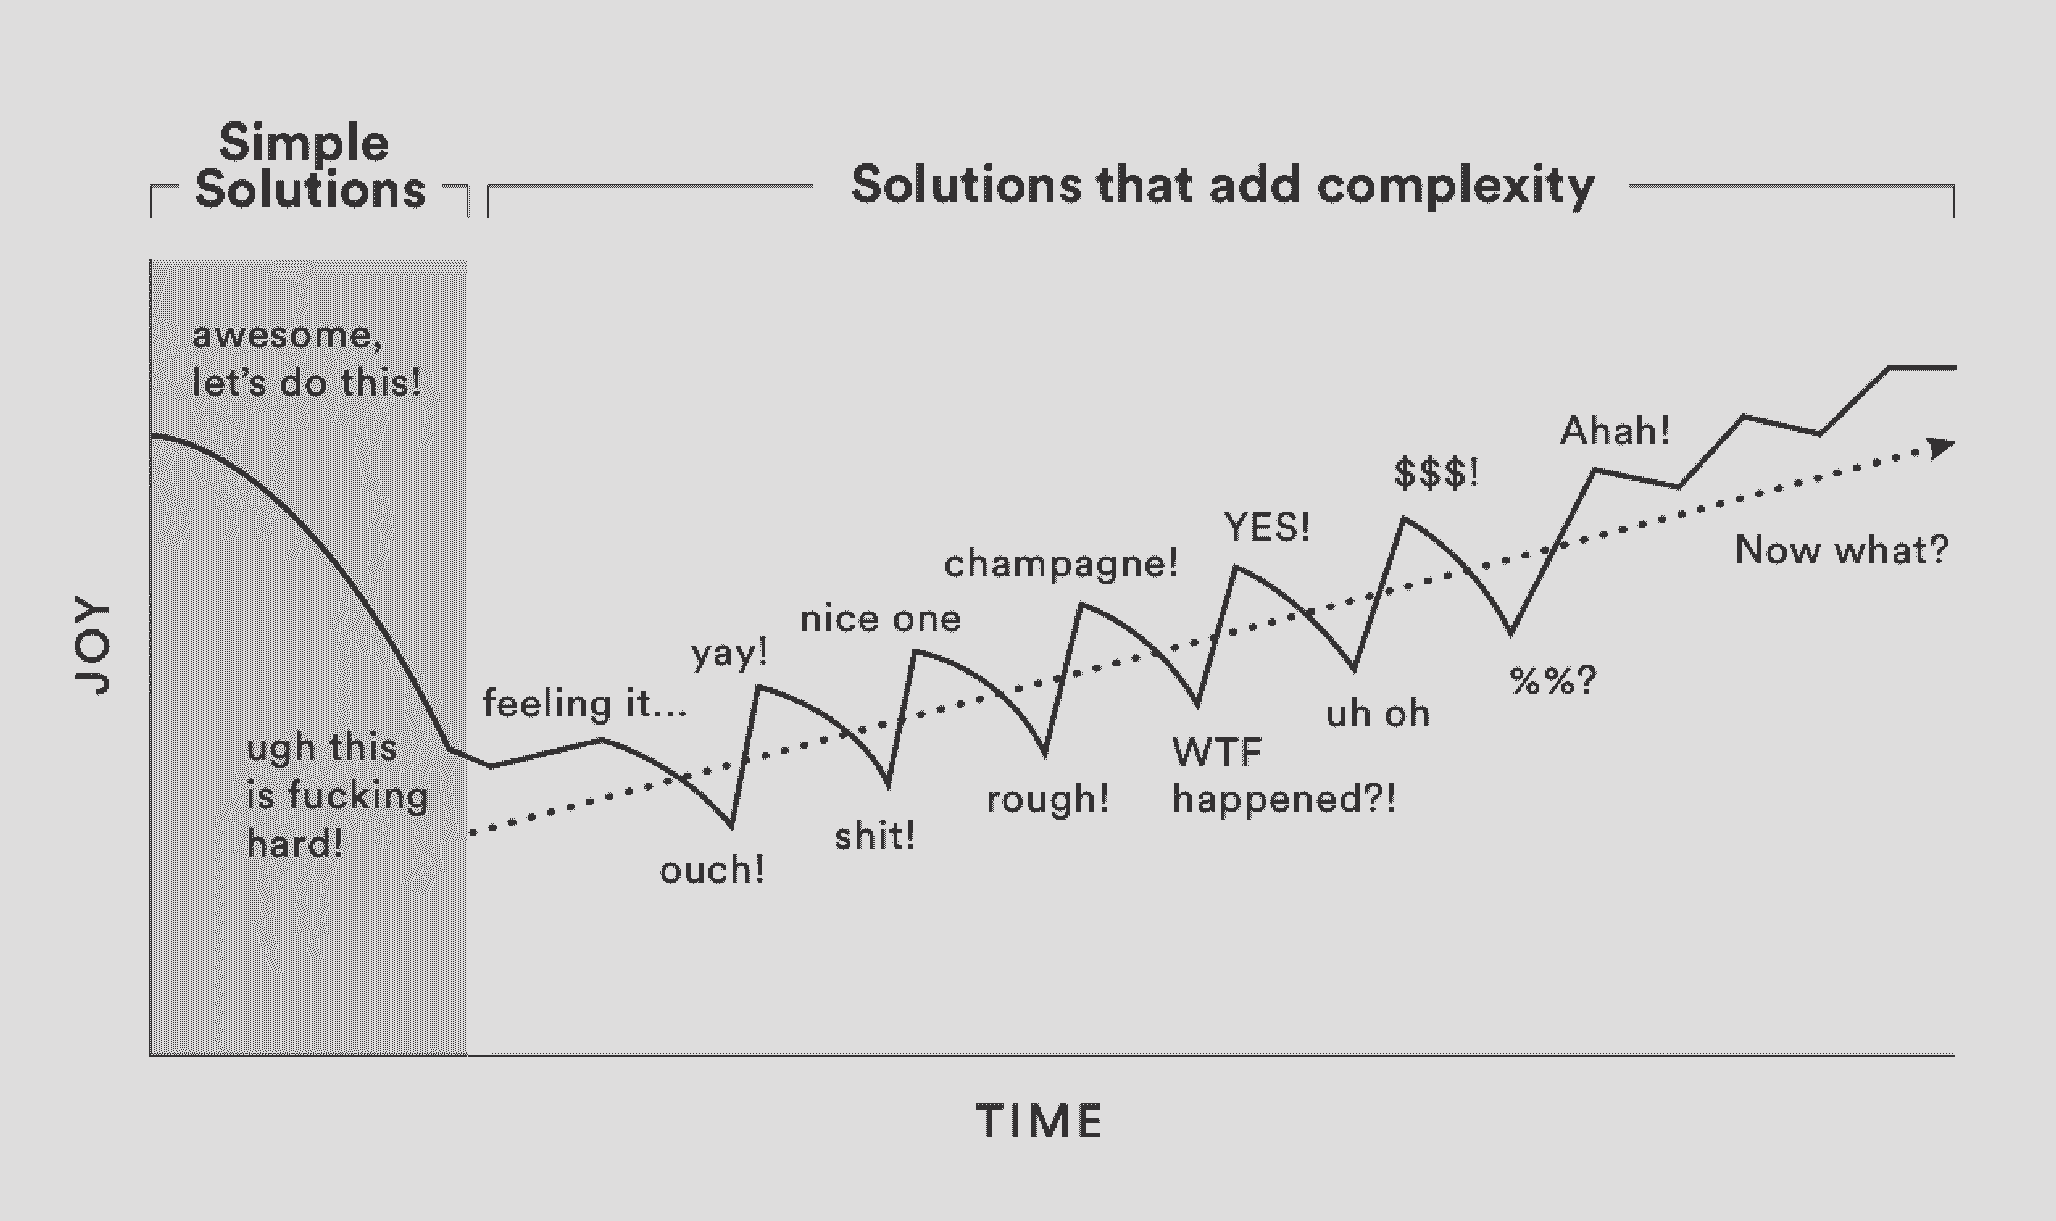 Simple
Solutions
Solutions that add complexity
awesome,
let's do this!
ugh this
is fucking
hard!
feeling it...
ouch!
yay!
shit!
nice one
rough!
champagne!
WTF
happened?!
YES!
uh oh
$$$!
%%?
Ahah!
Now what?
JOY
TIME